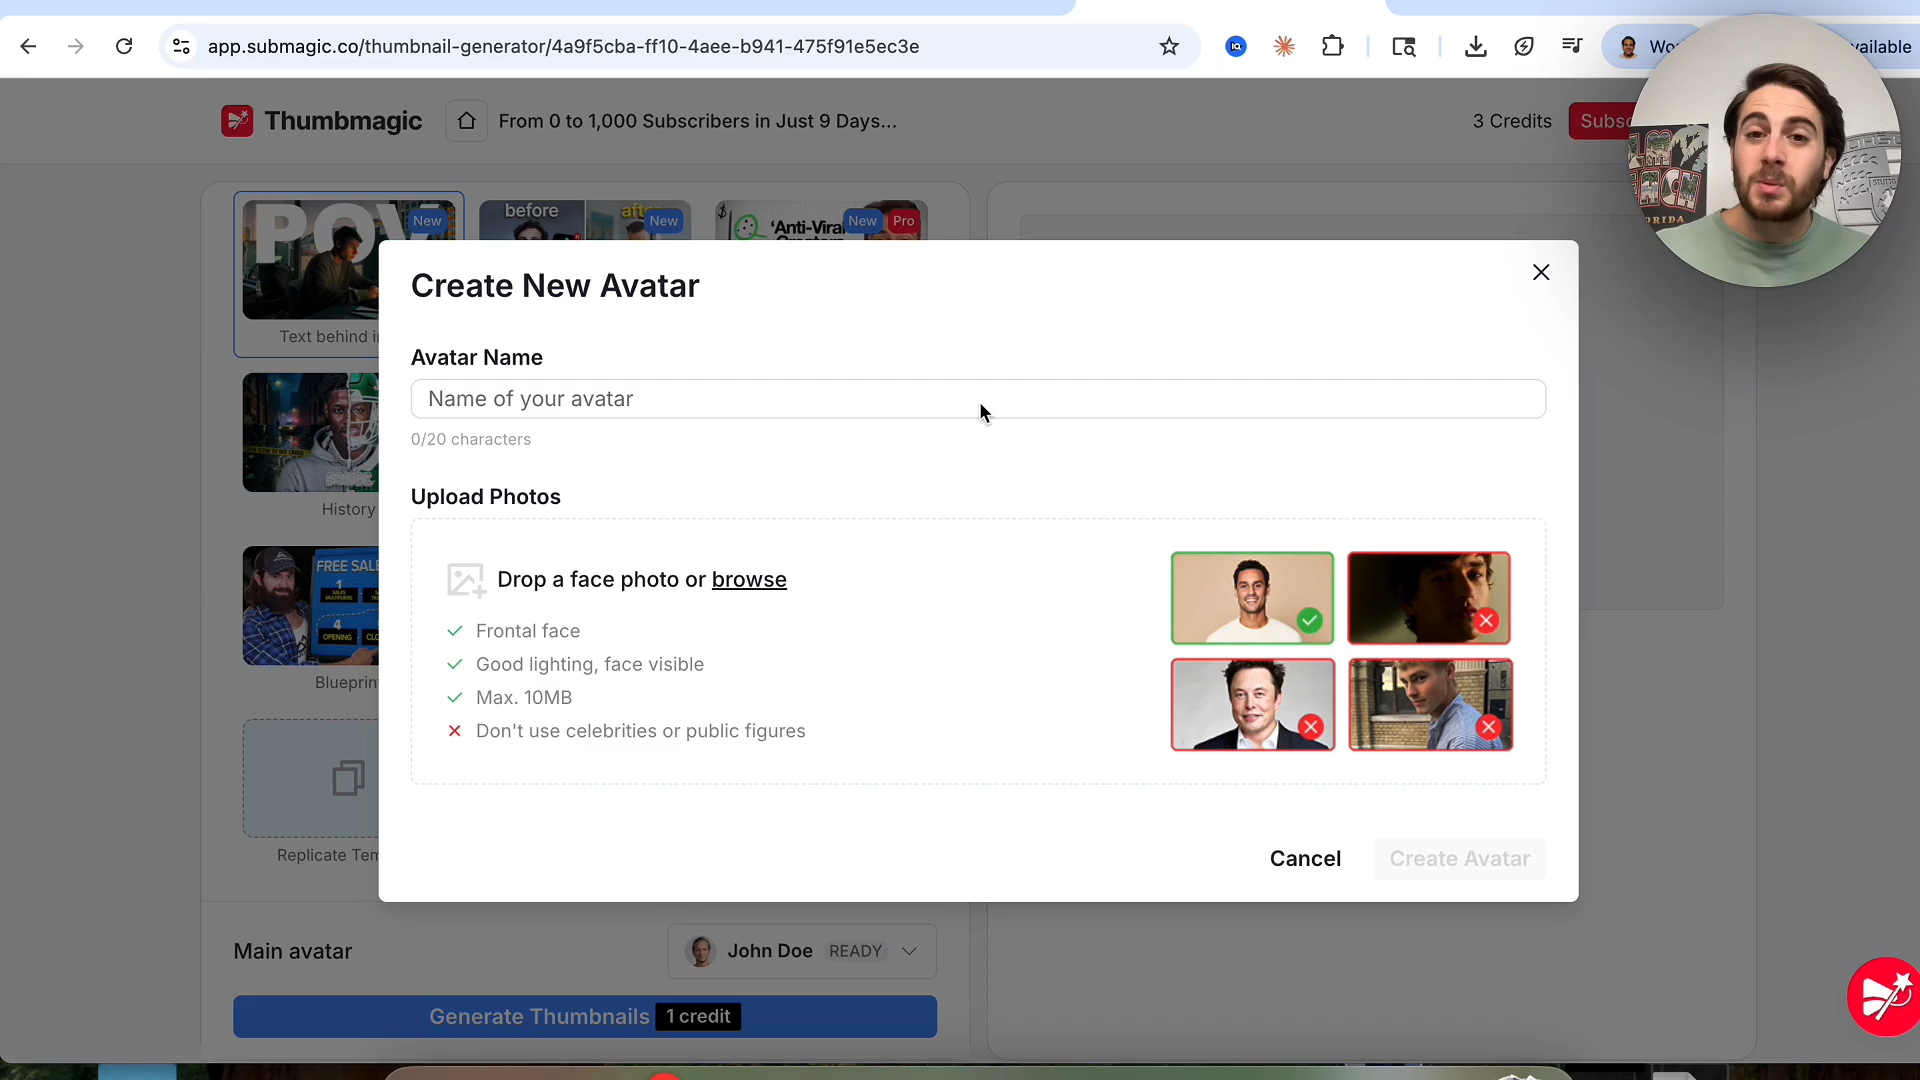 app.submagic.co/thumbnail-generator/4a9f5cba-ff10-4aee-b941-475f91e5ec3e
Thumbmagic
From 0 to 1,000 Subscribers in Just 9 Days...
3 Credits
POV
New
before
New
'Anti-Viral
New
Pro
Text behind
History
FREE SAL
1
4
OPENING
Blueprin
Replicate Tem
Create New Avatar
Avatar Name
Name of your avatar
0/20 characters
Upload Photos
Drop a face photo or browse
Frontal face
Good lighting, face visible
Max. 10MB
Don't use celebrities or public figures
Cancel
Create Avatar
Main avatar
John Doe
READY
Generate Thumbnails
1 credit